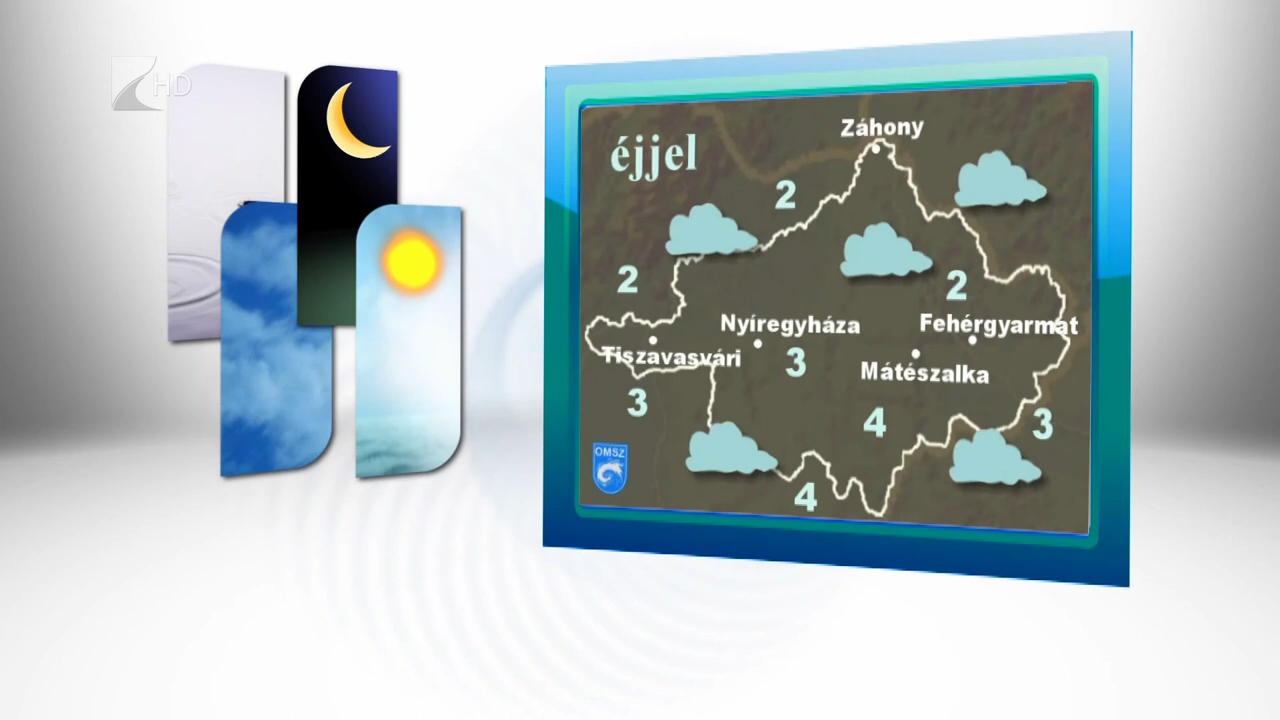 HD
éjjel
Záhony
2
2
2
Nyíregyháza
Fehérgyarmat
Tiszavasvári
3
Mátészalka
3
4
3
OMSZ
4